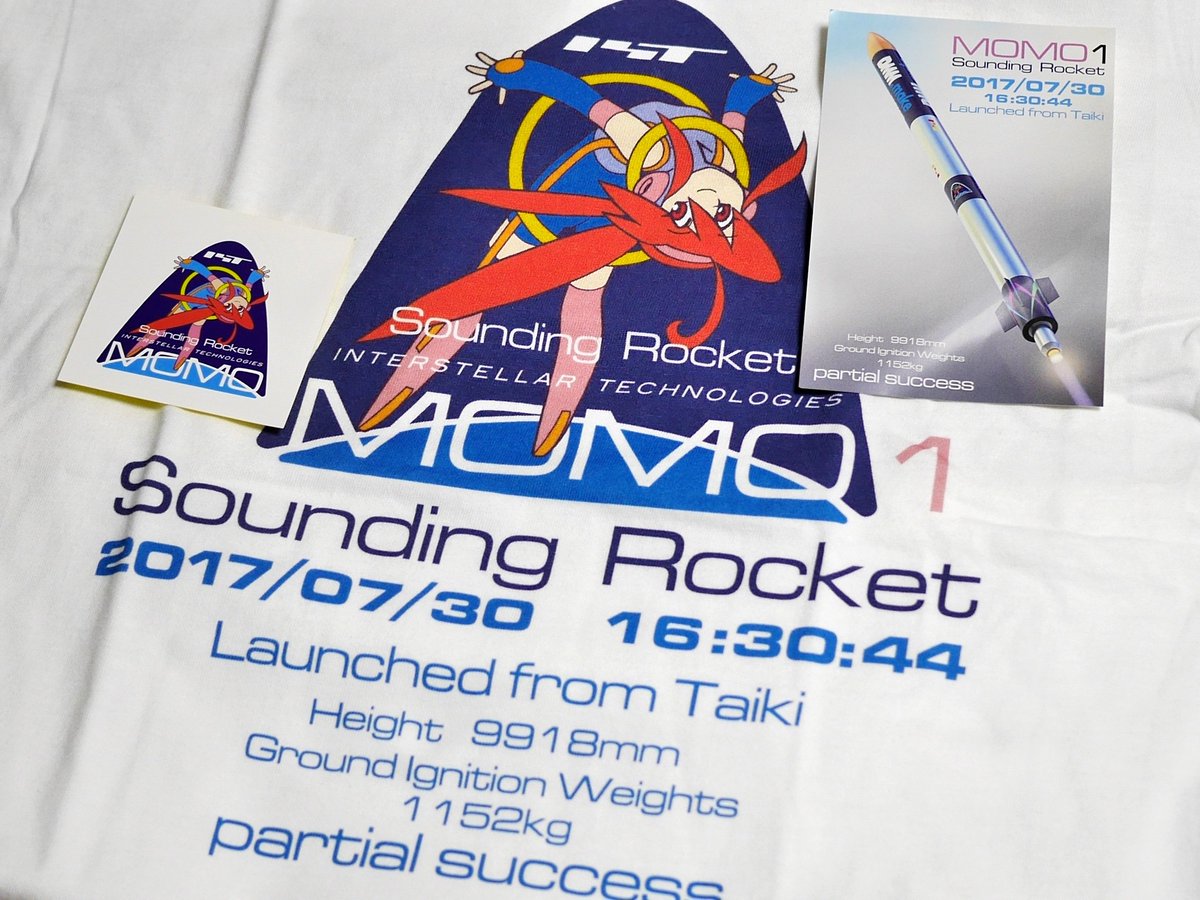 IST
Sounding Rocket
INTERSTELLAR TECHNOLOGIES
MOMO 1
Sounding Rocket
2017/07/30 16:30:44
Launched from Taiki
Height 9918mm
Ground Ignition Weights
1152kg
partial success
IST
Sounding Rocket
INTERSTELLAR TECHNOLOGIES
MOMO
MOMO1
Sounding Rocket
2017/07/30
16:30:44
Launched from Taiki
DMM
make
Height 9918mm
Ground Ignition Weights
1152kg
partial success